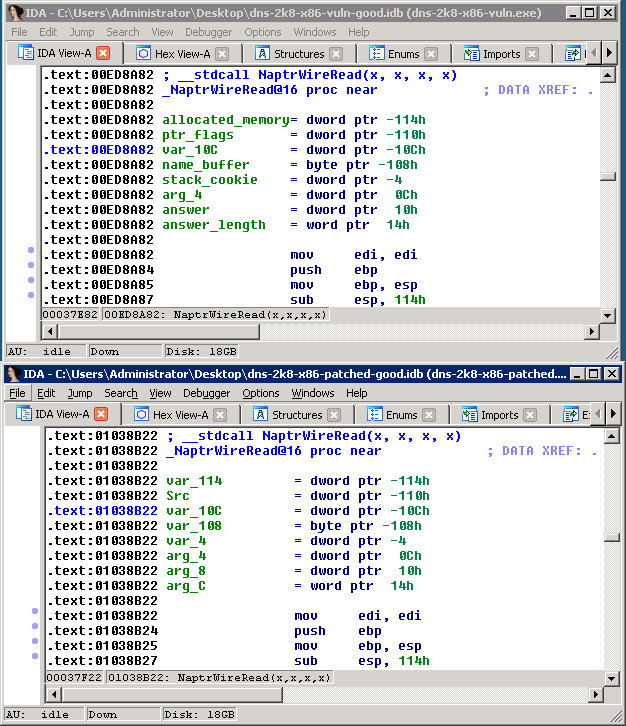 IDA - C:\Users\Administrator\Desktop\dns-2k8-x86-vuln-good.idb (dns-2k8-x86-vuln.exe)
File Edit Jump Search View Debugger Options Windows Help
IDA View-A Hex View-A Structures Enums Imports
.text:00ED8A82 ; __stdcall NaptrWireRead(x, x, x, x)
.text:00ED8A82 _NaptrWireRead@16 proc near ; DATA XREF: .
.text:00ED8A82
.text:00ED8A82 allocated_memory= dword ptr -114h
.text:00ED8A82 ptr_flags = dword ptr -110h
.text:00ED8A82 var_10C = dword ptr -10Ch
.text:00ED8A82 name_buffer = byte ptr -108h
.text:00ED8A82 stack_cookie = dword ptr -4
.text:00ED8A82 arg_4 = dword ptr 0Ch
.text:00ED8A82 answer = dword ptr 10h
.text:00ED8A82 answer_length = word ptr 14h
.text:00ED8A82
.text:00ED8A82 mov edi, edi
.text:00ED8A84 push ebp
.text:00ED8A85 mov ebp, esp
.text:00ED8A87 sub esp, 114h
00037E82 00ED8A82: NaptrWireRead(x,x,x,x)
AU: idle Down Disk: 18GB
IDA - C:\Users\Administrator\Desktop\dns-2k8-x86-patched-good.idb (dns-2k8-x86-patched....
File Edit Jump Search View Debugger Options Windows Help
IDA View-A Hex View-A Structures Enums Imports E
.text:01038B22 ; __stdcall NaptrWireRead(x, x, x, x)
.text:01038B22 _NaptrWireRead@16 proc near ; DATA XREF: .
.text:01038B22
.text:01038B22 var_114 = dword ptr -114h
.text:01038B22 Src = dword ptr -110h
.text:01038B22 var_10C = dword ptr -10Ch
.text:01038B22 var_108 = byte ptr -108h
.text:01038B22 var_4 = dword ptr -4
.text:01038B22 arg_4 = dword ptr 0Ch
.text:01038B22 arg_8 = dword ptr 10h
.text:01038B22 arg_C = word ptr 14h
.text:01038B22
.text:01038B22 mov edi, edi
.text:01038B24 push ebp
.text:01038B25 mov ebp, esp
.text:01038B27 sub esp, 114h
00037F22 01038B22: NaptrWireRead(x,x,x,x)
AU: idle Down Disk: 18GB